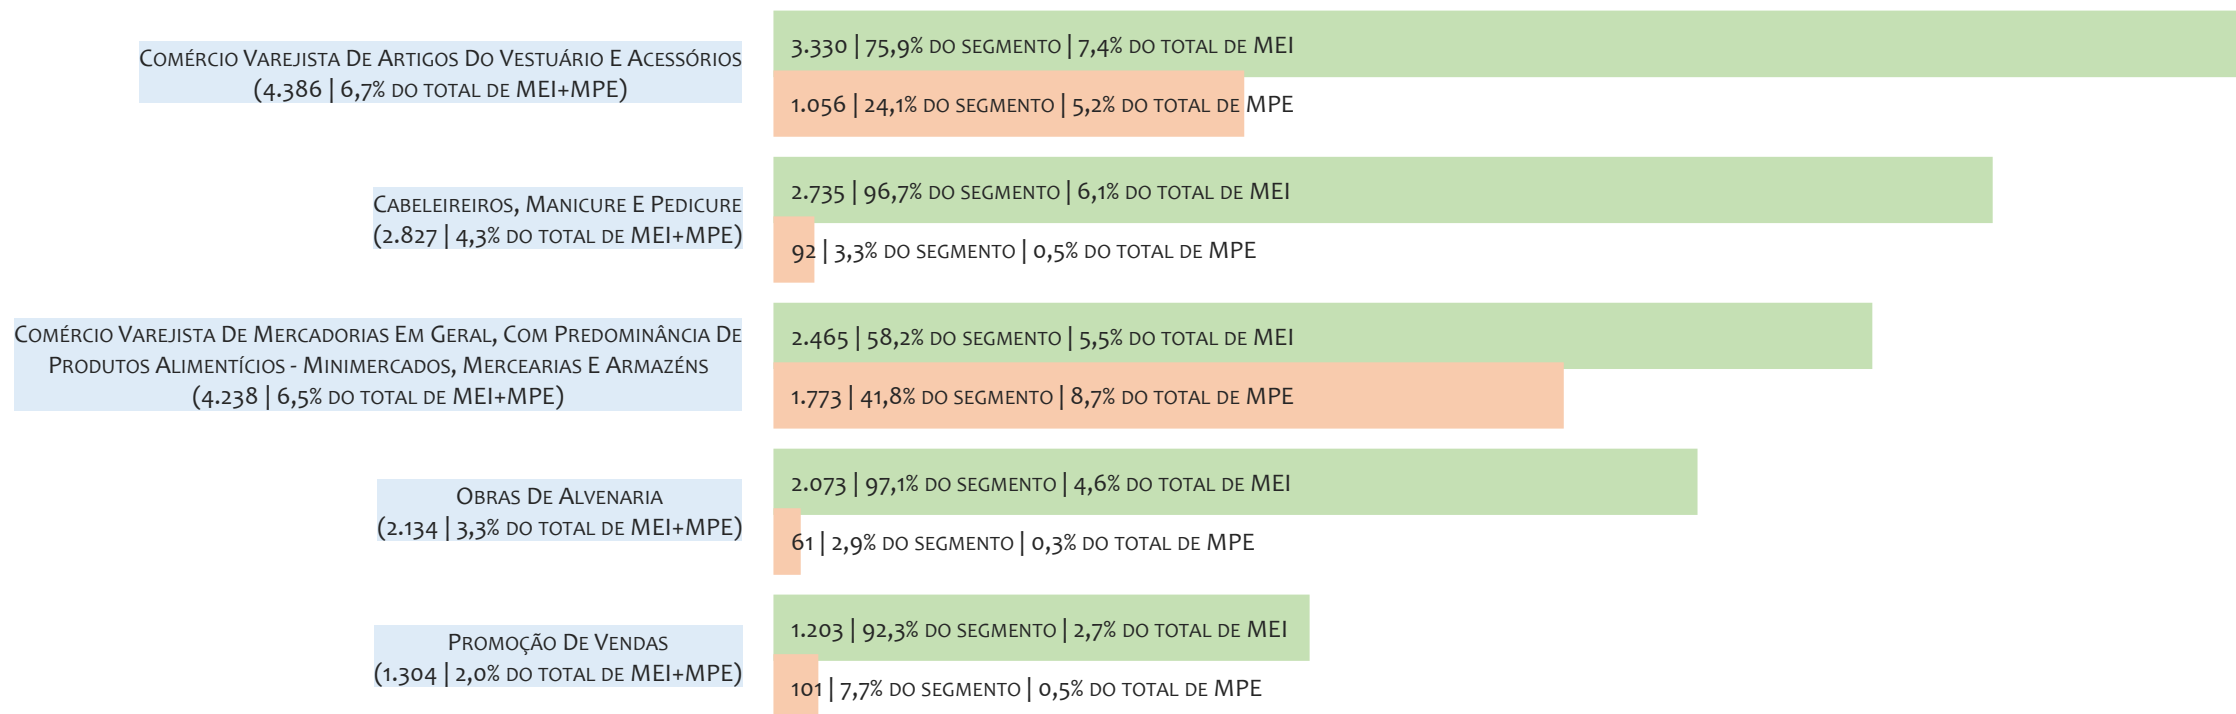 Comércio Varejista De Artigos Do Vestuário E Acessórios
(4.386 | 6,7% do total de MEI+MPE)
3.330 | 75,9% do segmento | 7,4% do total de MEI
1.056 | 24,1% do segmento | 5,2% do total de MPE
Cabeleireiros, Manicure E Pedicure
(2.827 | 4,3% do total de MEI+MPE)
2.735 | 96,7% do segmento | 6,1% do total de MEI
92 | 3,3% do segmento | 0,5% do total de MPE
Comércio Varejista De Mercadorias Em Geral, Com Predominância De
Produtos Alimentícios - Minimercados, Mercearias E Armazéns
(4.238 | 6,5% do total de MEI+MPE)
2.465 | 58,2% do segmento | 5,5% do total de MEI
1.773 | 41,8% do segmento | 8,7% do total de MPE
Obras De Alvenaria
(2.134 | 3,3% do total de MEI+MPE)
2.073 | 97,1% do segmento | 4,6% do total de MEI
61 | 2,9% do segmento | 0,3% do total de MPE
Promoção De Vendas
(1.304 | 2,0% do total de MEI+MPE)
1.203 | 92,3% do segmento | 2,7% do total de MEI
101 | 7,7% do segmento | 0,5% do total de MPE